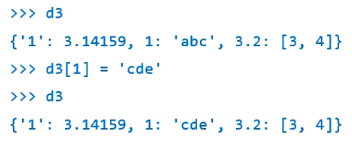 >>> d3
{'1': 3.14159, 1: 'abc', 3.2: [3, 4]}
>>> d3[1] = 'cde'
>>> d3
{'1': 3.14159, 1: 'cde', 3.2: [3, 4]}